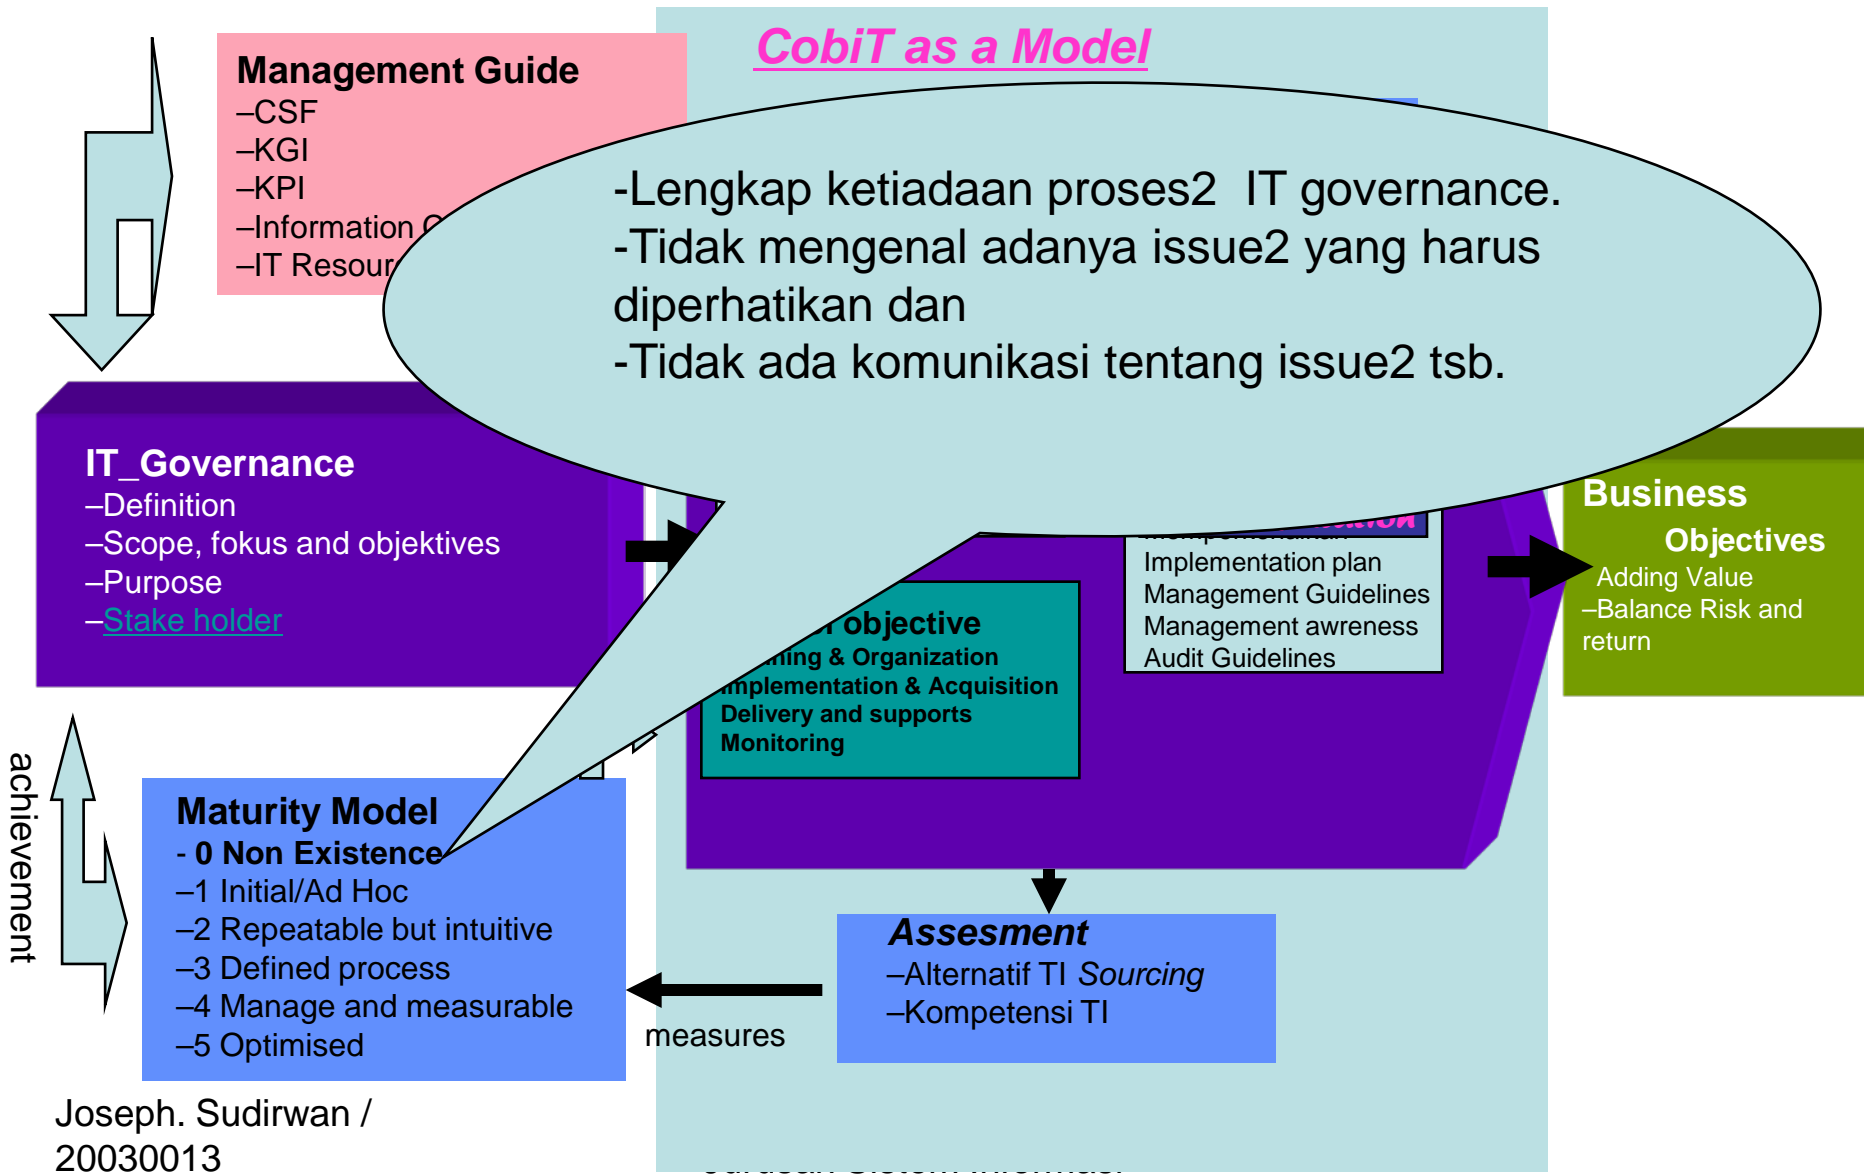 CobiT as a Model
Management Guide
–CSF
–KGI
–KPI
–Information
–IT
-Lengkap ketiadaan proses2 IT governance.
-Tidak mengenal adanya issue2 yang harus
diperhatikan dan
-Tidak ada komunikasi tentang issue2 tsb.
IT_Governance
–Definition
–Scope, fokus and objektives
–Purpose
–Stake holder
objective
& Organization
Implementation & Acquisition
Delivery and supports
Monitoring
Implementation plan
Management Guidelines
Management awreness
Audit Guidelines
Business
Objectives
Adding Value
–Balance Risk and
return
achievement
Maturity Model
- 0 Non Existence
–1 Initial/Ad Hoc
–2 Repeatable but intuitive
–3 Defined process
–4 Manage and measurable
–5 Optimised
measures
Assesment
–Alternatif TI Sourcing
–Kompetensi TI
Joseph. Sudirwan /
20030013